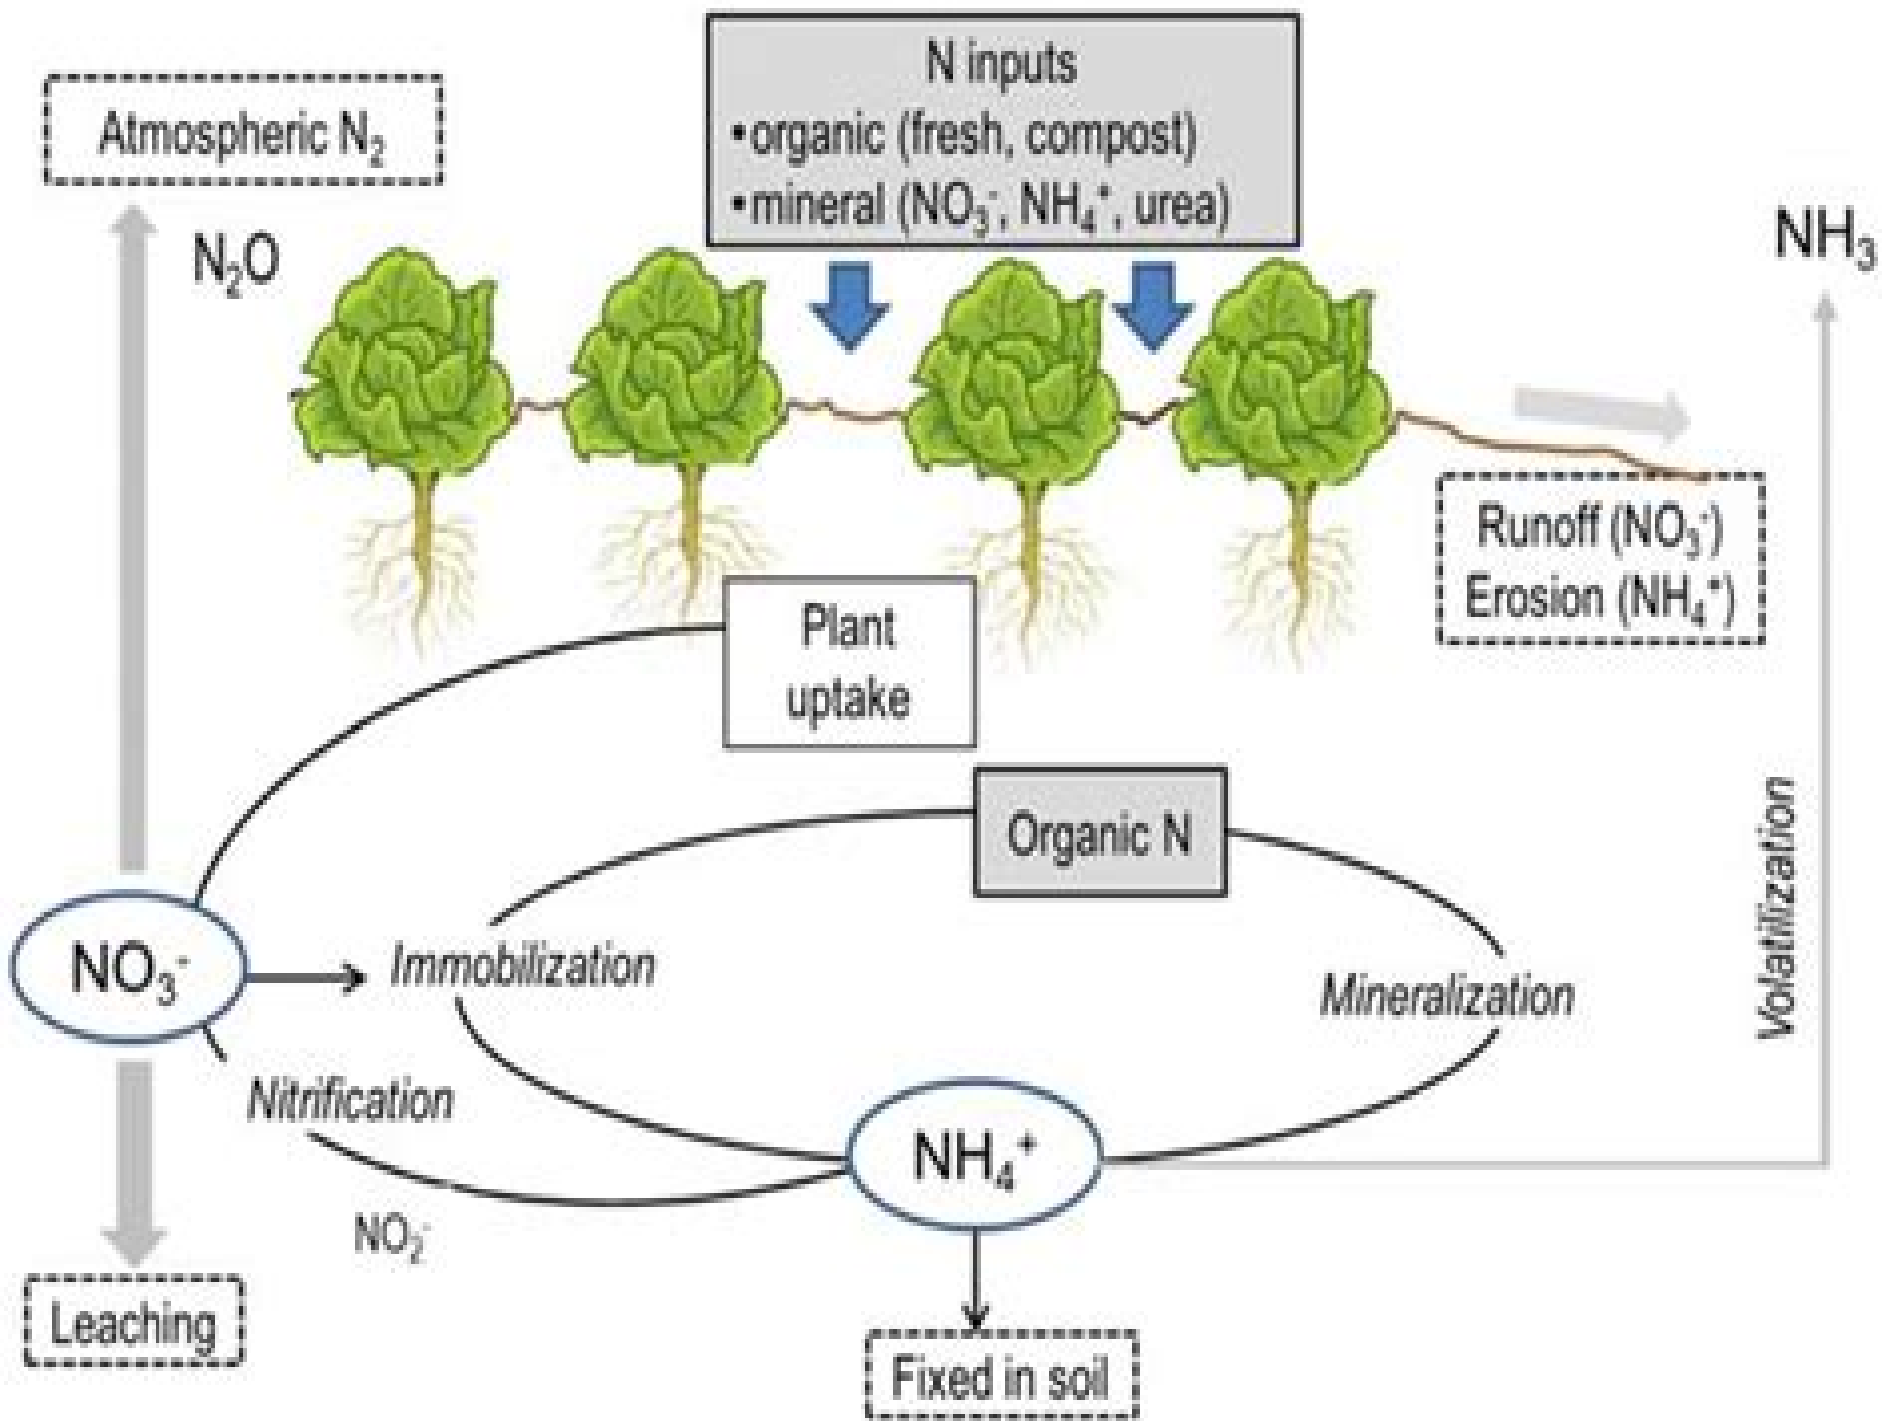 N inputs
•organic (fresh, compost)
•mineral (NO₃⁻, NH₄⁺, urea)
Atmospheric N₂
N₂O
NH₃
Runoff (NO₃⁻)
Erosion (NH₄⁺)
Plant
uptake
Organic N
Volatilization
NO₃⁻
Immobilization
Mineralization
Nitrification
NH₄⁺
NO₂⁻
Leaching
Fixed in soil